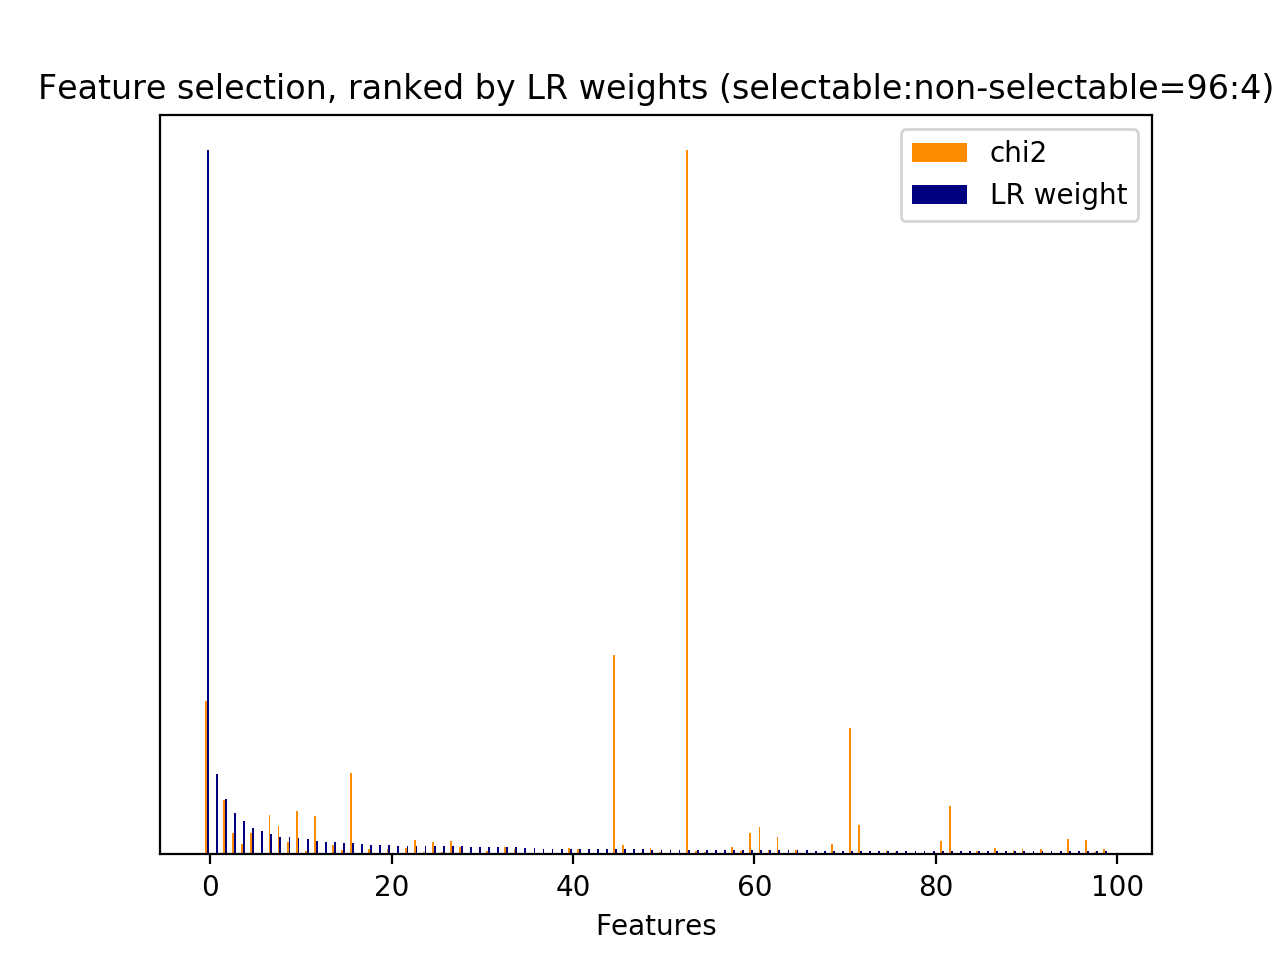 Feature selection, ranked by LR weights (selectable:non-selectable=96:4)
chi2
LR weight
0 20 40 60 80 100
Features